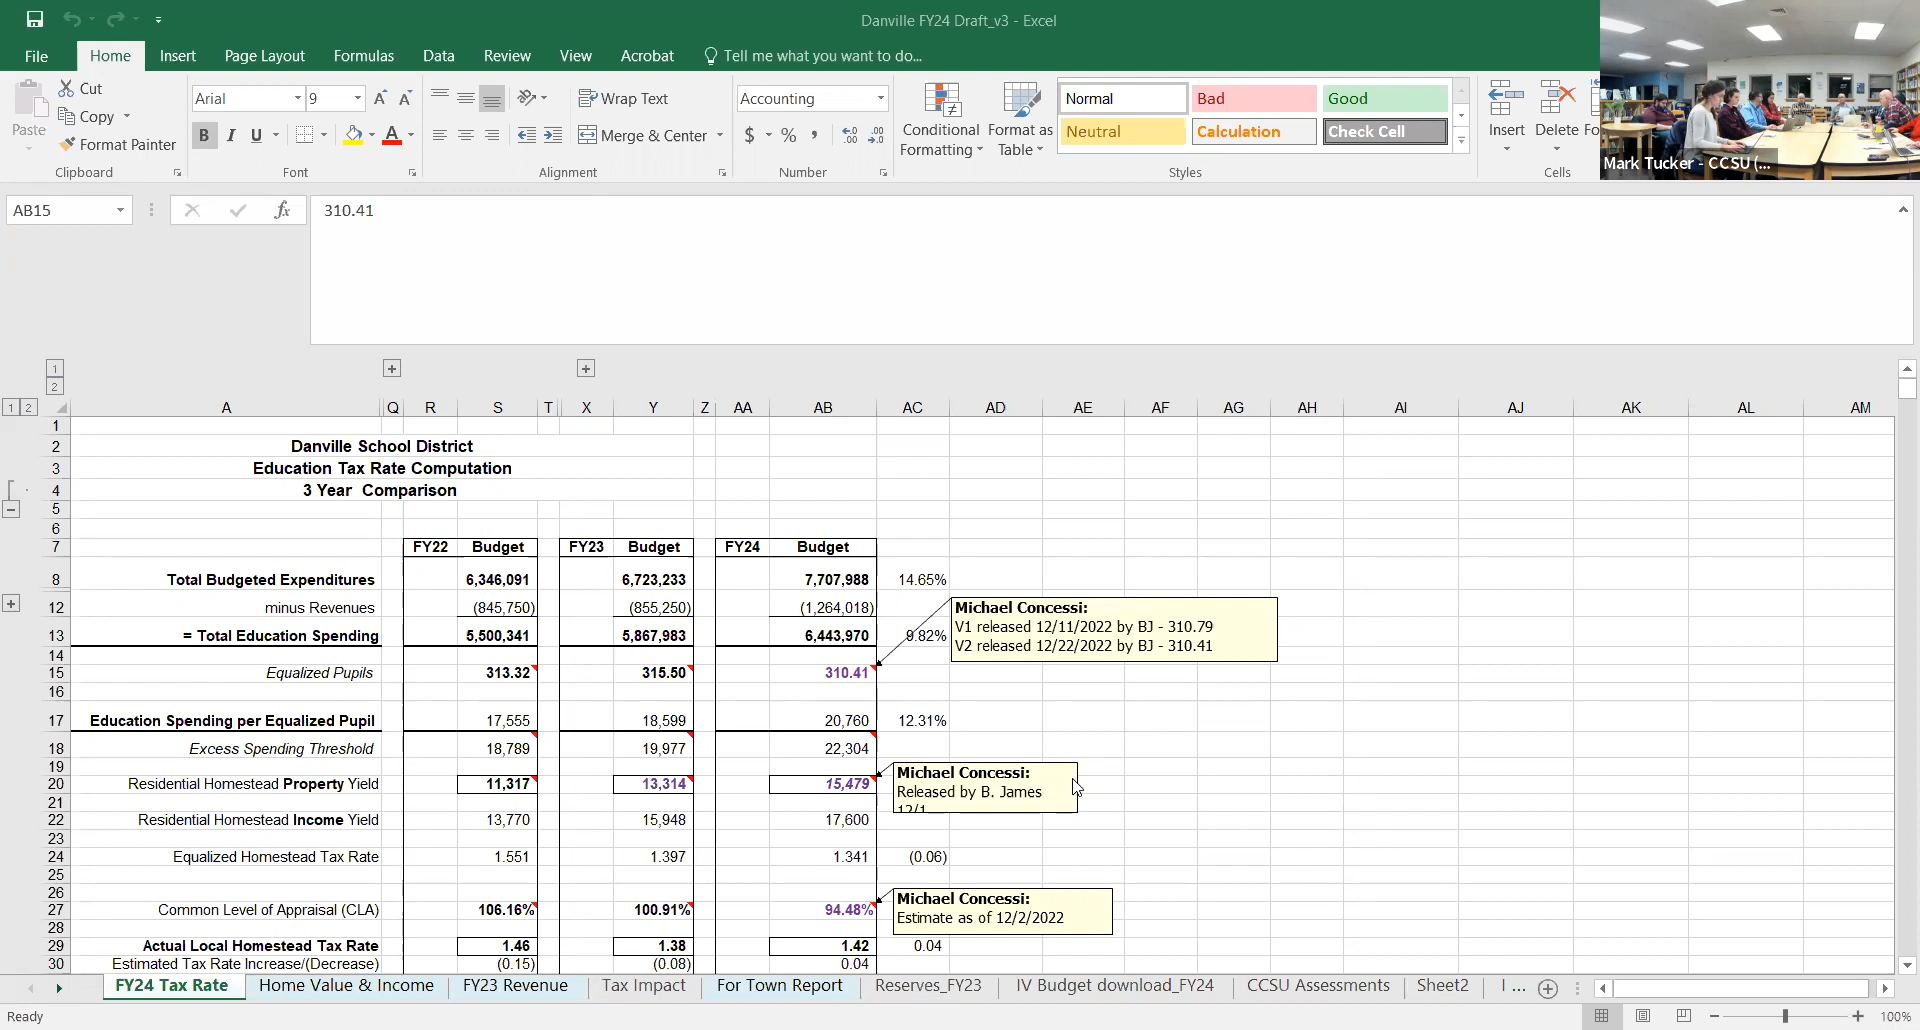 Danville FY24 Draft_v3 - Excel
File Home Insert Page Layout Formulas Data Review View Acrobat Tell me what you want to do...
Paste
Cut
Copy
Format Painter
Clipboard
Arial 9
B I U
Font
Wrap Text
Merge & Center
Alignment
Accounting
$ % ,
Number
Conditional Formatting
Format as Table
Normal Bad Good
Neutral Calculation Check Cell
Styles
Insert Delete
Cells
Mark Tucker - CCSU (...
AB15 fx 310.41
1
2
1 2
A Q R S T X Y Z AA AB AC AD AE AF AG AH AI AJ AK AL AM
1
2 Danville School District
3 Education Tax Rate Computation
4 3 Year Comparison
5
6
7 FY22 Budget FY23 Budget FY24 Budget
8 Total Budgeted Expenditures 6,346,091 6,723,233 7,707,988 14.65%
12 minus Revenues (845,750) (855,250) (1,264,018)
13 = Total Education Spending 5,500,341 5,867,983 6,443,970 9.82%
Michael Concessi:
V1 released 12/11/2022 by BJ - 310.79
V2 released 12/22/2022 by BJ - 310.41
14
15 Equalized Pupils 313.32 315.50 310.41
16
17 Education Spending per Equalized Pupil 17,555 18,599 20,760 12.31%
18 Excess Spending Threshold 18,789 19,977 22,304
19
20 Residential Homestead Property Yield 11,317 13,314 15,479
Michael Concessi:
Released by B. James
12/1
21
22 Residential Homestead Income Yield 13,770 15,948 17,600
23
24 Equalized Homestead Tax Rate 1.551 1.397 1.341 (0.06)
25
26
27 Common Level of Appraisal (CLA) 106.16% 100.91% 94.48%
Michael Concessi:
Estimate as of 12/2/2022
28
29 Actual Local Homestead Tax Rate 1.46 1.38 1.42 0.04
30 Estimated Tax Rate Increase/(Decrease) (0.15) (0.08) 0.04
FY24 Tax Rate Home Value & Income FY23 Revenue Tax Impact For Town Report Reserves_FY23 IV Budget download_FY24 CCSU Assessments Sheet2 I ...
Ready 100%